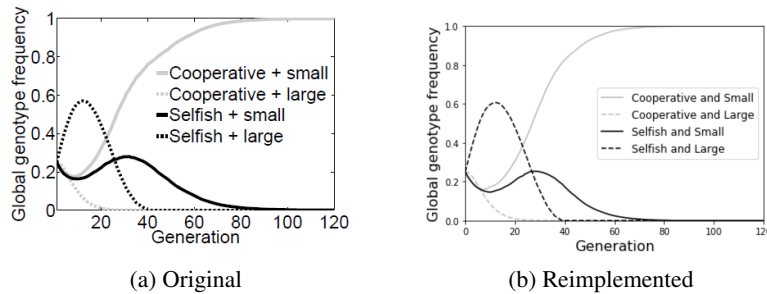 Global genotype frequency
1
0.8
0.6
0.4
0.2
0
20 40 60 80 100 120
Generation
Cooperative + small
Cooperative + large
Selfish + small
Selfish + large
(a) Original
Global genotype frequency
1.0
0.8
0.6
0.4
0.2
0.0
0 20 40 60 80 100 120
Generation
Cooperative and Small
Cooperative and Large
Selfish and Small
Selfish and Large
(b) Reimplemented